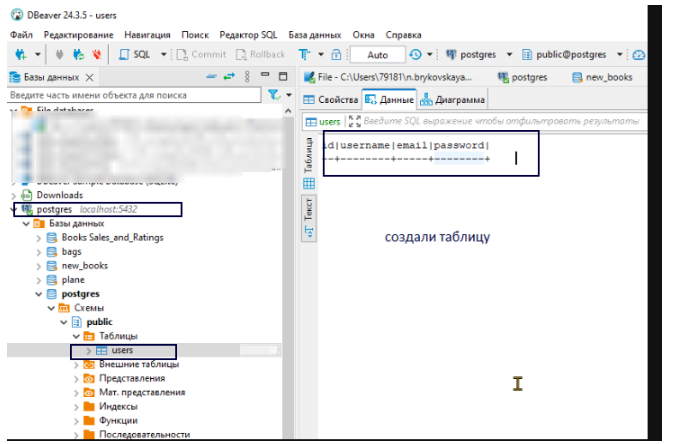 DBeaver 24.3.5 - users
Файл Редактирование Навигация Поиск Редактор SQL База данных Окна Справка
SQL Commit Rollback Auto postgres public@postgres
Базы данных
File - C:\Users\79181\n.brykovskaya...
postgres
new_books
Введите часть имени объекта для поиска
Свойства Данные Диаграмма
File databases
users
Введите SQL выражение чтобы отфильтровать результаты
Таблица
Текст
id|username|email|password|
--+--------+-----+--------+
Downloads
postgres localhost:5432
Базы данных
Books Sales_and_Ratings
bags
new_books
plane
postgres
Схемы
public
Таблицы
users
Внешние таблицы
Представления
Мат. представления
Индексы
Функции
Последовательности
создали таблицу